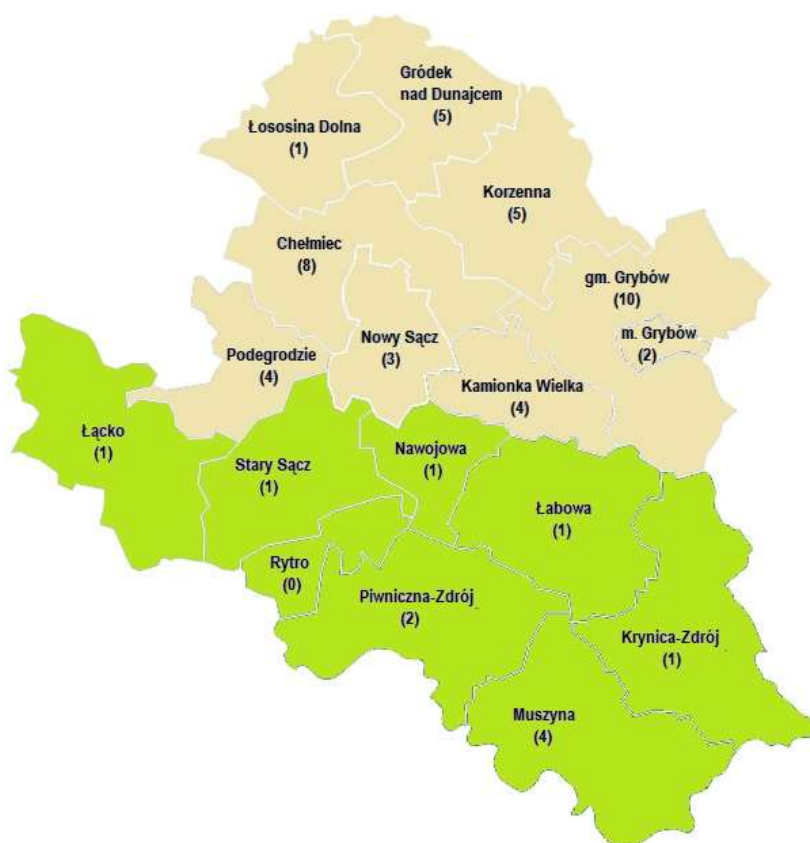 Gródek
nad Dunajcem
(5)
Łososina Dolna
(1)
Korzenna
(5)
Chełmiec
(8)
gm. Grybów
(10)
m. Grybów
(2)
Nowy Sącz
(3)
Podegrodzie
(4)
Kamionka Wielka
(4)
Łącko
(1)
Stary Sącz
(1)
Nawojowa
(1)
Łabowa
(1)
Rytro
(0)
Piwniczna-Zdrój
(2)
Krynica-Zdrój
(1)
Muszyna
(4)